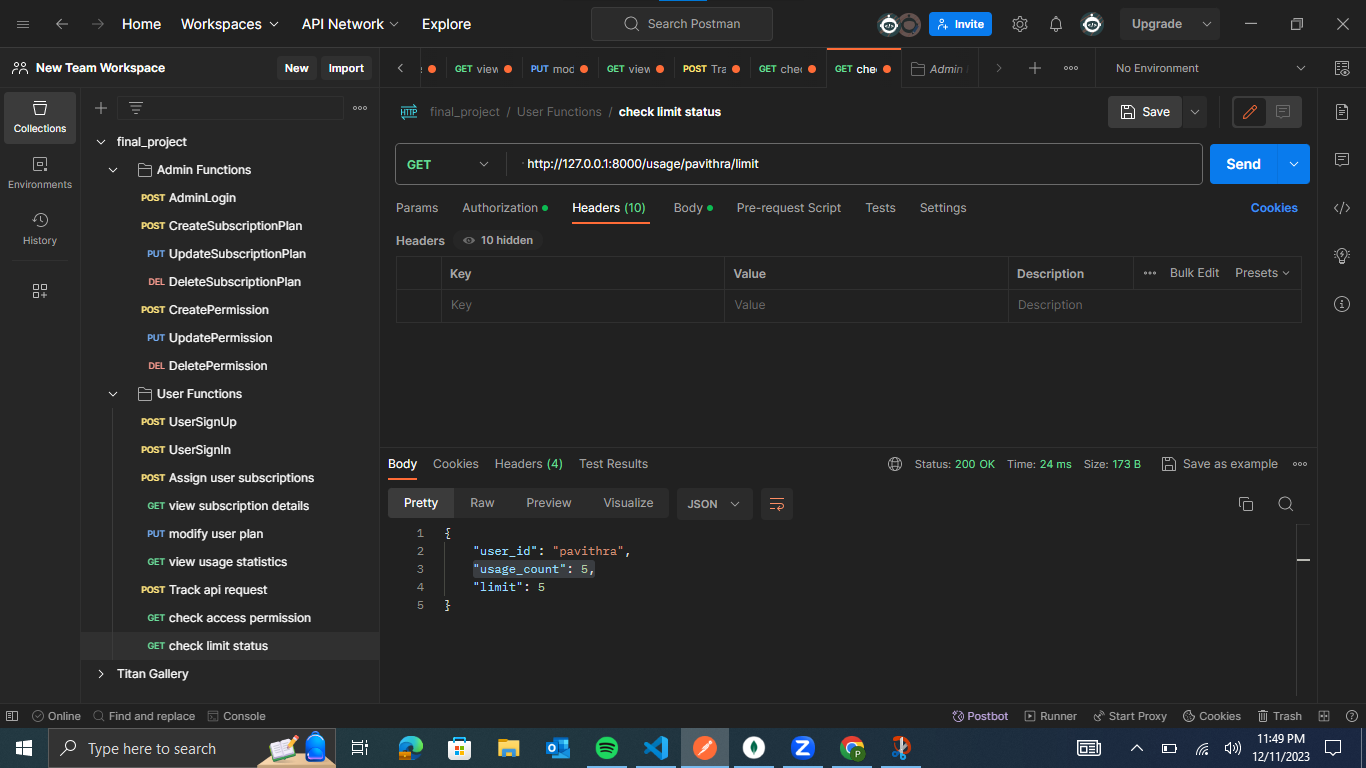 Home Workspaces API Network Explore Search Postman Invite Upgrade
New Team Workspace New Import
GET view PUT mod GET view POST Tra GET che GET che Admin No Environment
Collections
Environments
History
final_project
Admin Functions
POST AdminLogin
POST CreateSubscriptionPlan
PUT UpdateSubscriptionPlan
DEL DeleteSubscriptionPlan
POST CreatePermission
PUT UpdatePermission
DEL DeletePermission
User Functions
POST UserSignUp
POST UserSignIn
POST Assign user subscriptions
GET view subscription details
PUT modify user plan
GET view usage statistics
POST Track api request
GET check access permission
GET check limit status
Titan Gallery
HTTP final_project / User Functions / check limit status Save
GET http://127.0.0.1:8000/usage/pavithra/limit Send
Params Authorization Headers (10) Body Pre-request Script Tests Settings Cookies
Headers 10 hidden
Key Value Description Bulk Edit Presets
Key Value Description
Body Cookies Headers (4) Test Results Status: 200 OK Time: 24 ms Size: 173 B Save as example
Pretty Raw Preview Visualize JSON
1 {
2 "user_id": "pavithra",
3 "usage_count": 5,
4 "limit": 5
5 }
Online Find and replace Console Postbot Runner Start Proxy Cookies Trash
Type here to search
11:49 PM
12/11/2023